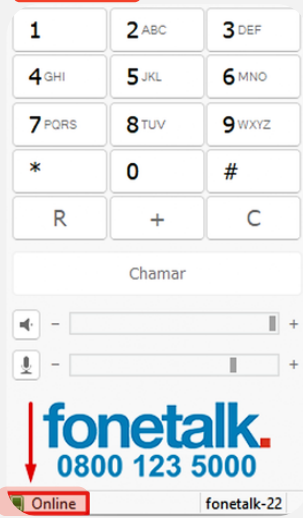 1 2 ABC 3 DEF
4 GHI 5 JKL 6 MNO
7 PQRS 8 TUV 9 WXYZ
* 0 #
R + C
Chamar
- +
- +
fonetalk.
0800 123 5000
Online fonetalk-22